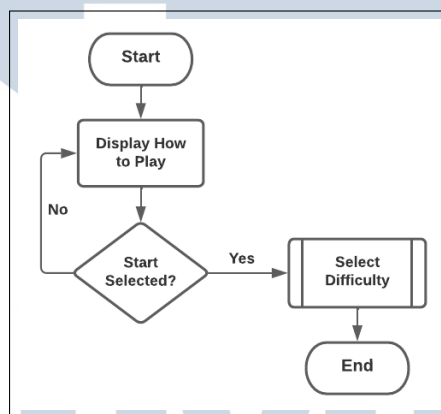 Start
Display How
to Play
No
Start
Selected?
Yes
Select
Difficulty
End